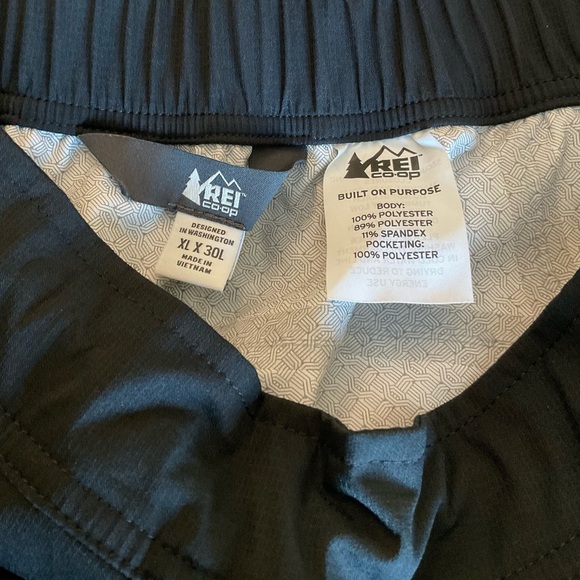 REI
CO·OP
DESIGNED
IN WASHINGTON
XL X 30L
MADE IN
VIETNAM
REI
CO·OP
BUILT ON PURPOSE
BODY:
100% POLYESTER
89% POLYESTER
11% SPANDEX
POCKETING:
100% POLYESTER
DRYING TO REDUCE
ENERGY USE